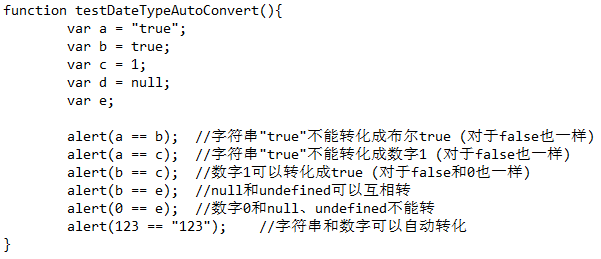 function testDateTypeAutoConvert(){
var a = "true";
var b = true;
var c = 1;
var d = null;
var e;
alert(a == b); //字符串"true"不能转化成布尔true (对于false也一样)
alert(a == c); //字符串"true"不能转化成数字1 (对于false也一样)
alert(b == c); //数字1可以转化成true (对于false和0也一样)
alert(b == e); //null和undefined可以互相转
alert(0 == e); //数字0和null、undefined不能转
alert(123 == "123"); //字符串和数字可以自动转化
}